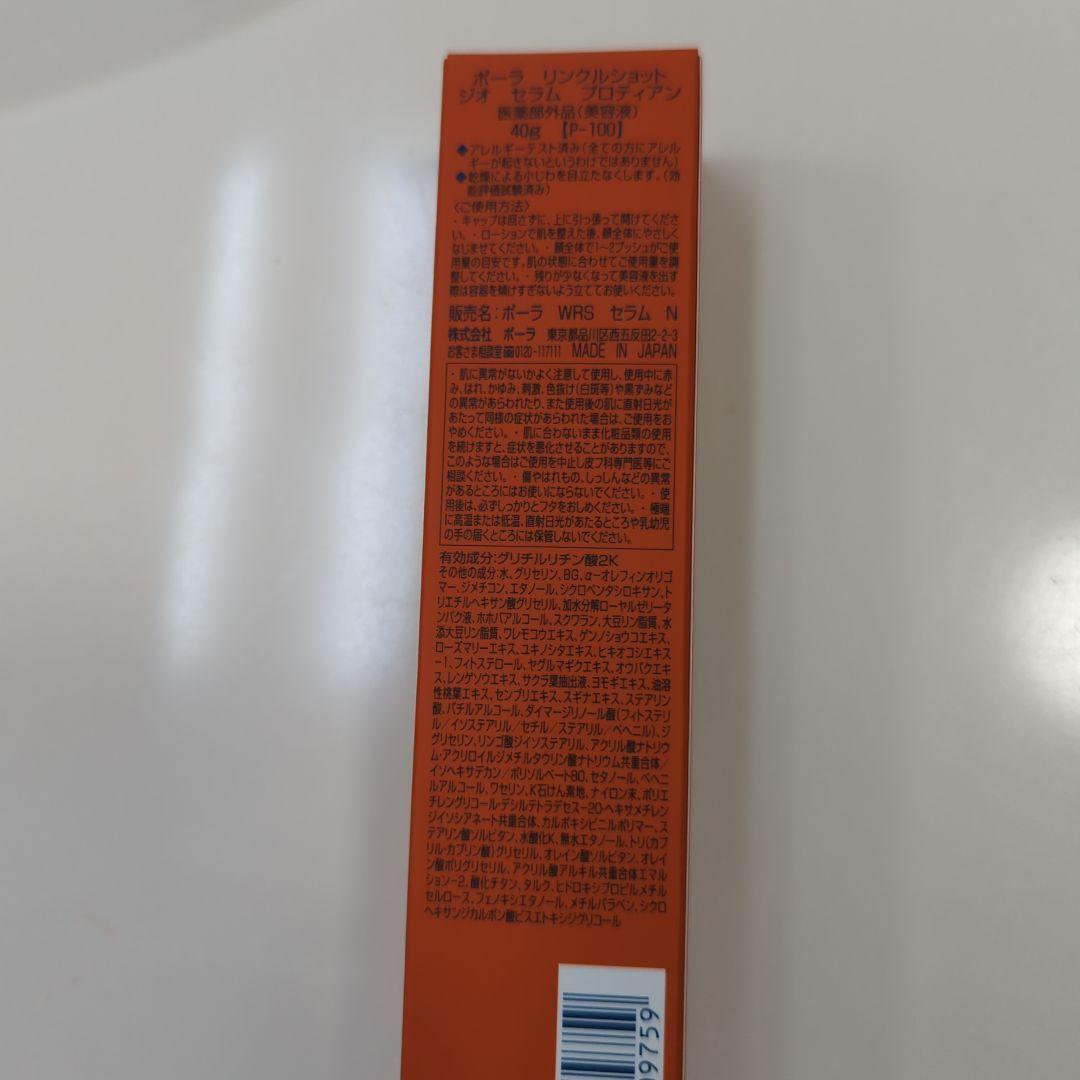 ポーラ　リンクルショット
ジオ　セラム　プロティアン
医薬部外品(美容液)
40g　【P-100】
◆アレルギーテスト済み(全ての方にアレル
ギーが起きないというわけではありません)
◆乾燥による小じわを目立たなくします。(効
能評価試験済み)
〈ご使用方法〉
・キャップは回さずに、上に引っ張って開けてくださ
い。・ローションで肌を整えた後、顔全体にやさしく
なじませてください。・顔全体で1〜2プッシュがご使
用量の目安です。肌の状態に合わせてご使用量を調
整してください。・残りが少なくなって美容液を出す
際は容器を傾けすぎないよう立ててお使いください。
販売名:ポーラ　WRS　セラム　N
株式会社　ポーラ　東京都品川区西五反田2-2-3
お客さま相談室 0120-117111　MADE IN JAPAN
・肌に異常がないかよく注意して使用し、使用中に赤
み、はれ、かゆみ、刺激、色抜け(白斑等)や黒ずみなど
の異常があらわれたり、また使用後の肌に直射日光が
あたって同様の症状があらわれた場合は、ご使用をお
やめください。・肌に合わないまま化粧品類の使用
を続けますと、症状を悪化させることがありますので、
このような場合はご使用を中止し皮フ科専門医等にご
相談ください。・傷やはれもの、しっしんなどの異常
があるところにはお使いにならないでください。・使
用後は、必ずしっかりとフタをおしめください。・極端
に高温または低温、直射日光があたるところや乳幼児
の手の届くところには保管しないでください。
有効成分:グリチルリチン酸2K
その他の成分:水、グリセリン、BG、α-オレフィンオリゴ
マー、ジメチコン、エタノール、シクロペンタシロキサン、ト
リエチルヘキサン酸グリセリル、加水分解ローヤルゼリータ
ンパク液、ホホバアルコール、スクワラン、大豆リン脂質、水
添大豆リン脂質、ワレモコウエキス、ゲンノショウコエキス、
ローズマリーエキス、ユキノシタエキス、ヒキオコシエキス
-1、フィトステロール、ヤグルマギクエキス、オウバクエキ
ス、レンゲソウエキス、サクラ葉抽出液、ヨモギエキス、油溶
性桃葉エキス、センブリエキス、スギナエキス、ステアリン
酸、バチルアルコール、ダイマージリノール酸(フィトステリ
ル/イソステアリル/セチル/ステアリル/ベヘニル)、ジ
グリセリン、リンゴ酸ジイソステアリル、アクリル酸ナトリウ
ム・アクリロイルジメチルタウリン酸ナトリウム共重合体/
イソヘキサデカン/ポリソルベート80、セタノール、ベヘニ
ルアルコール、ワセリン、K石けん素地、ナイロン末、ポリエ
チレングリコール・デシルテトラデセス-20・ヘキサメチレン
ジイソシアネート共重合体、カルボキシビニルポリマー、ス
テアリン酸ソルビタン、水酸化K、無水エタノール、トリ(カプ
リル・カプリン酸)グリセリル、オレイン酸ソルビタン、オレイ
ン酸ポリグリセリル、アクリル酸アルキル共重合体エマル
ション-2、酸化チタン、タルク、ヒドロキシプロピルメチル
セルロース、フェノキシエタノール、メチルパラベン、シクロ
ヘキサンジカルボン酸ビスエトキシジグリコール
9759